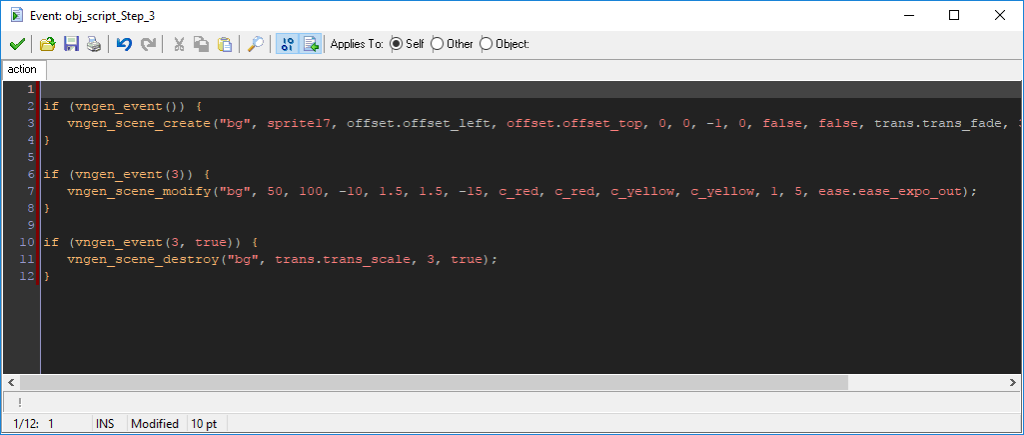 Event: obj_script_Step_3
Applies To: Self Other Object:
action
1
2 if (vngen_event()) {
3 vngen_scene_create("bg", sprite17, offset.offset_left, offset.offset_top, 0, 0, -1, 0, false, false, trans.trans_fade,
4 }
5
6 if (vngen_event(3)) {
7 vngen_scene_modify("bg", 50, 100, -10, 1.5, 1.5, -15, c_red, c_red, c_yellow, c_yellow, 1, 5, ease.ease_expo_out);
8 }
9
10 if (vngen_event(3, true)) {
11 vngen_scene_destroy("bg", trans.trans_scale, 3, true);
12 }
!
1/12: 1 INS Modified 10 pt